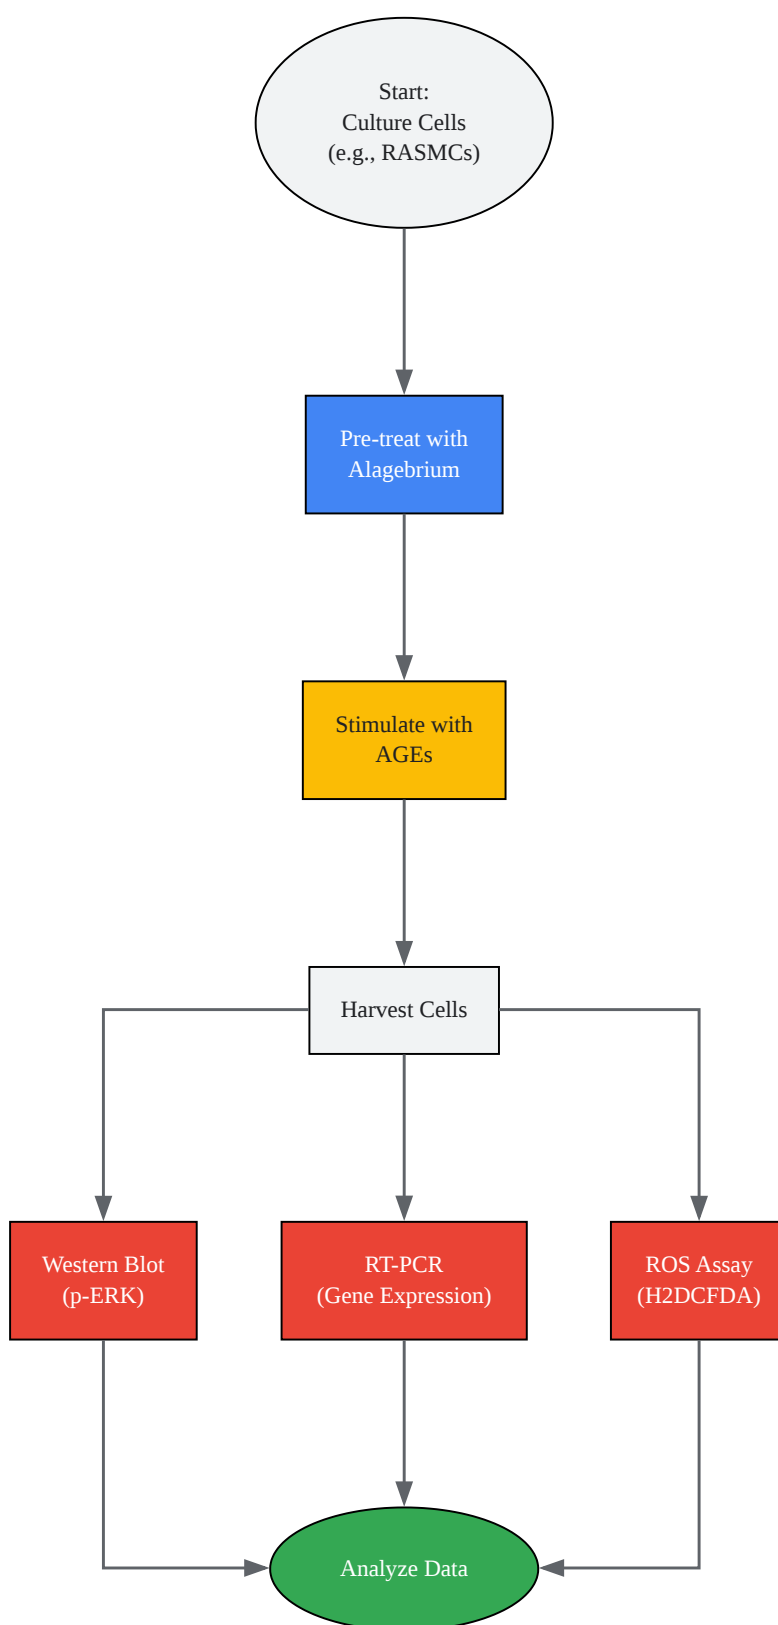 Start:
Culture Cells
(e.g., RASMCs)
Pre-treat with
Alagebrium
Stimulate with
AGEs
Harvest Cells
Western Blot
(p-ERK)
RT-PCR
(Gene Expression)
ROS Assay
(H2DCFDA)
Analyze Data